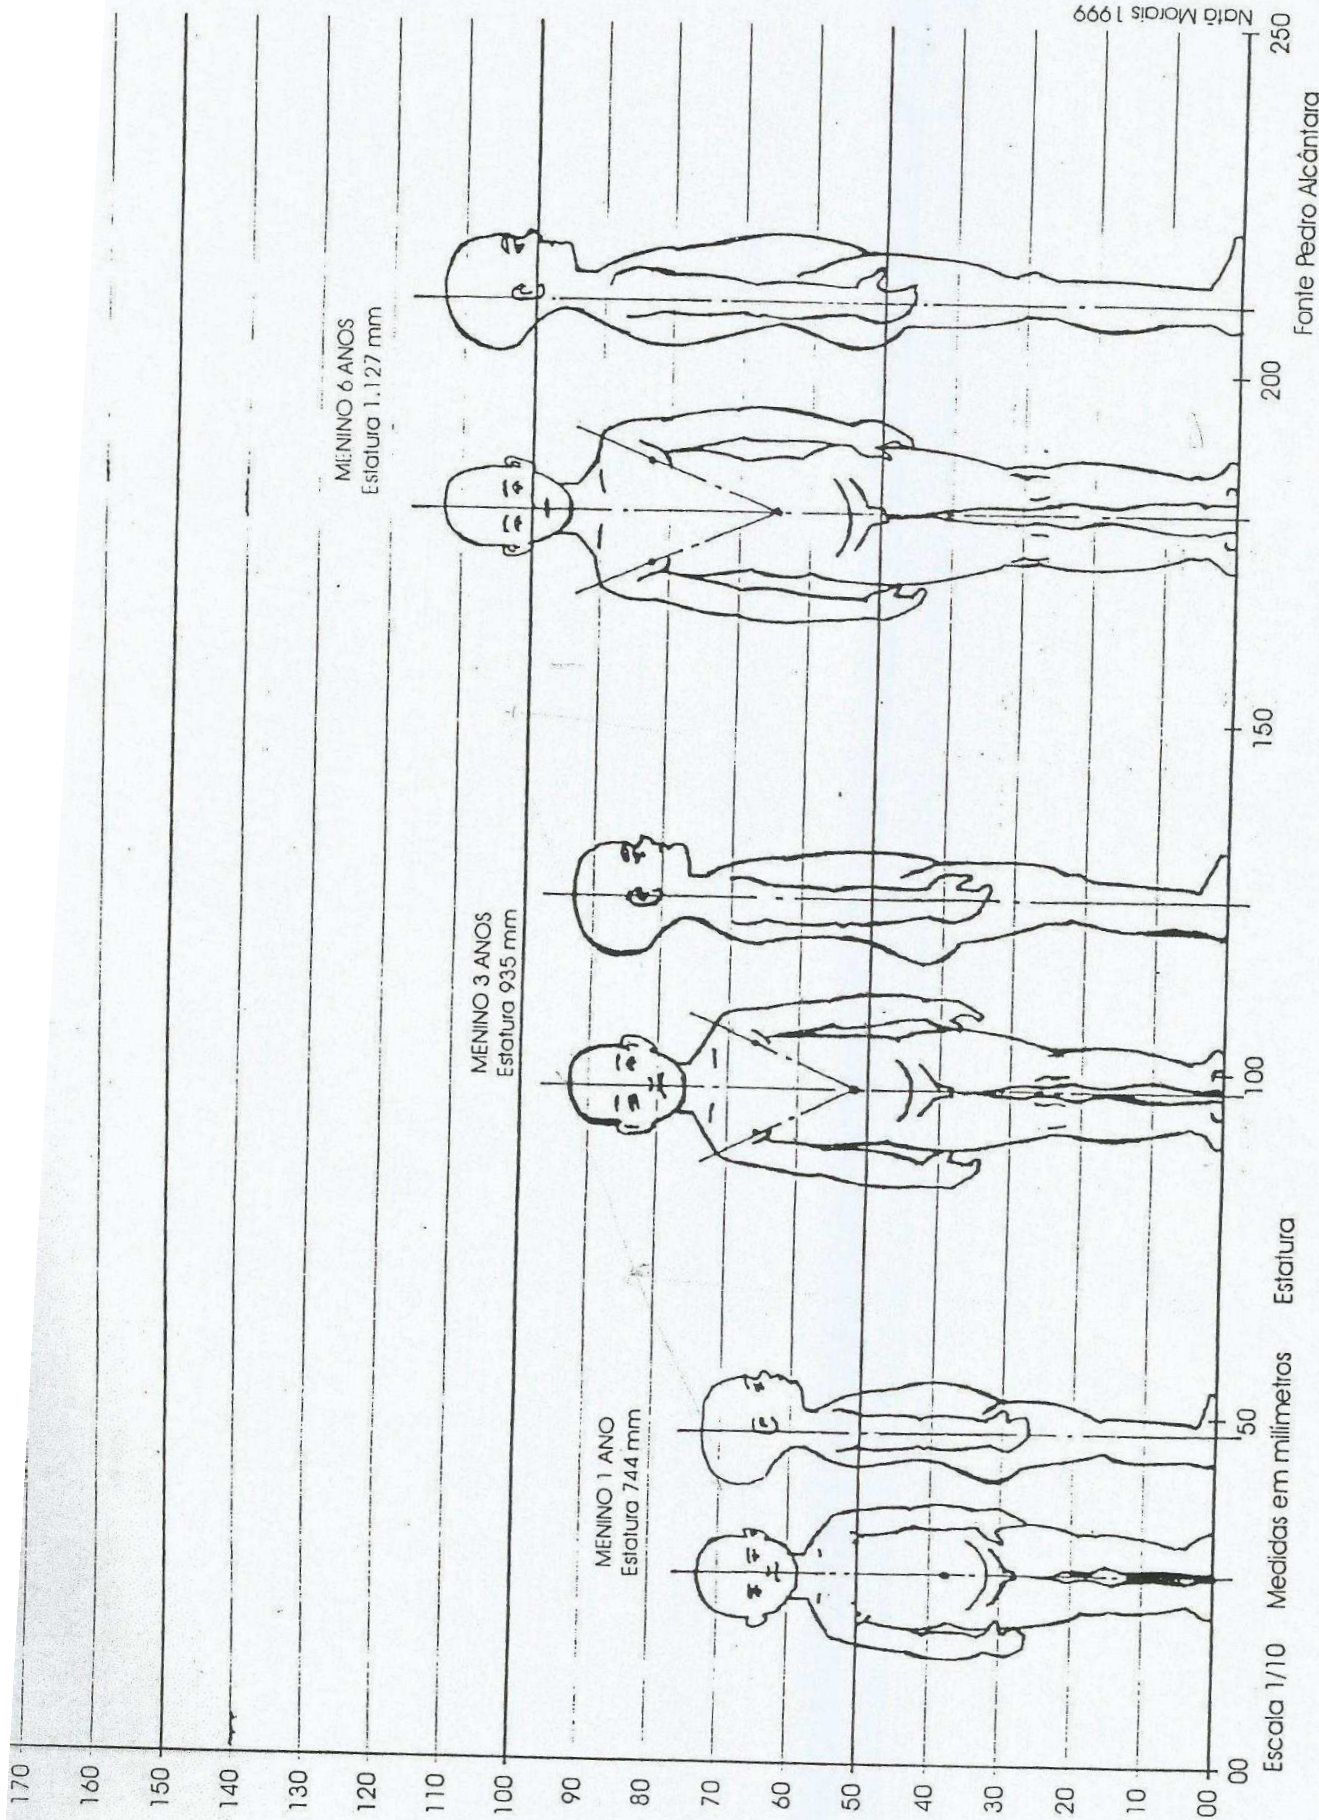 170
160
150
140
130
120
110
100
90
80
70
60
50
40
30
20
10
00
MENINO 1 ANO
Estatura 744 mm
MENINO 3 ANOS
Estatura 935 mm
MENINO 6 ANOS
Estatura 1.127 mm
00
50
100
150
200
250
Escala 1/10 Medidas em milimetros Estatura
Fonte Pedro Alcântara
Natã Morais 1999